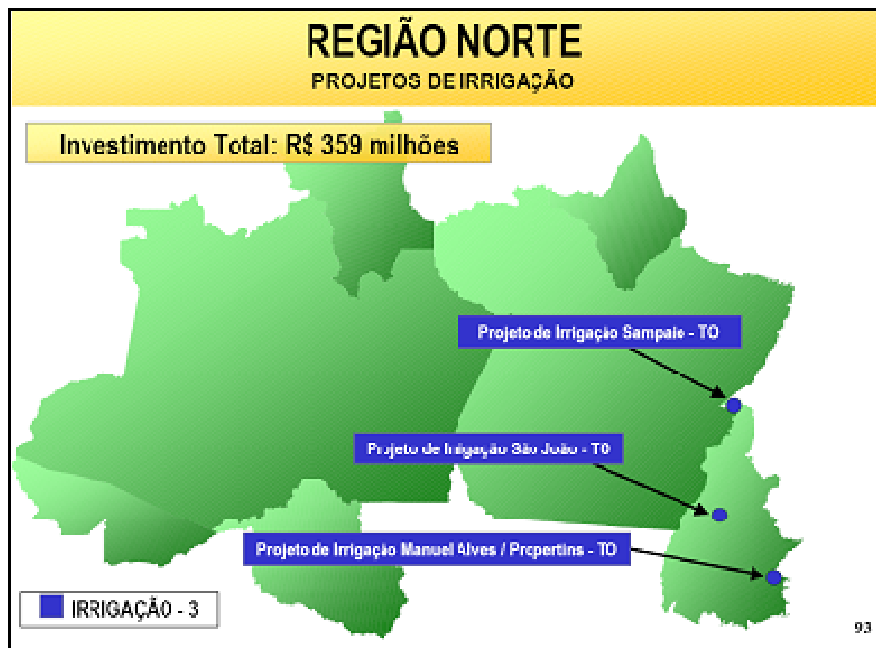 REGIÃO NORTE
PROJETOS DE IRRIGAÇÃO
Investimento Total: R$ 359 milhões
Projeto de Irrigação Sampaio - TO
Projeto de Irrigação São João - TO
Projeto de Irrigação Manuel Alves / Propertins - TO
IRRIGAÇÃO - 3
93